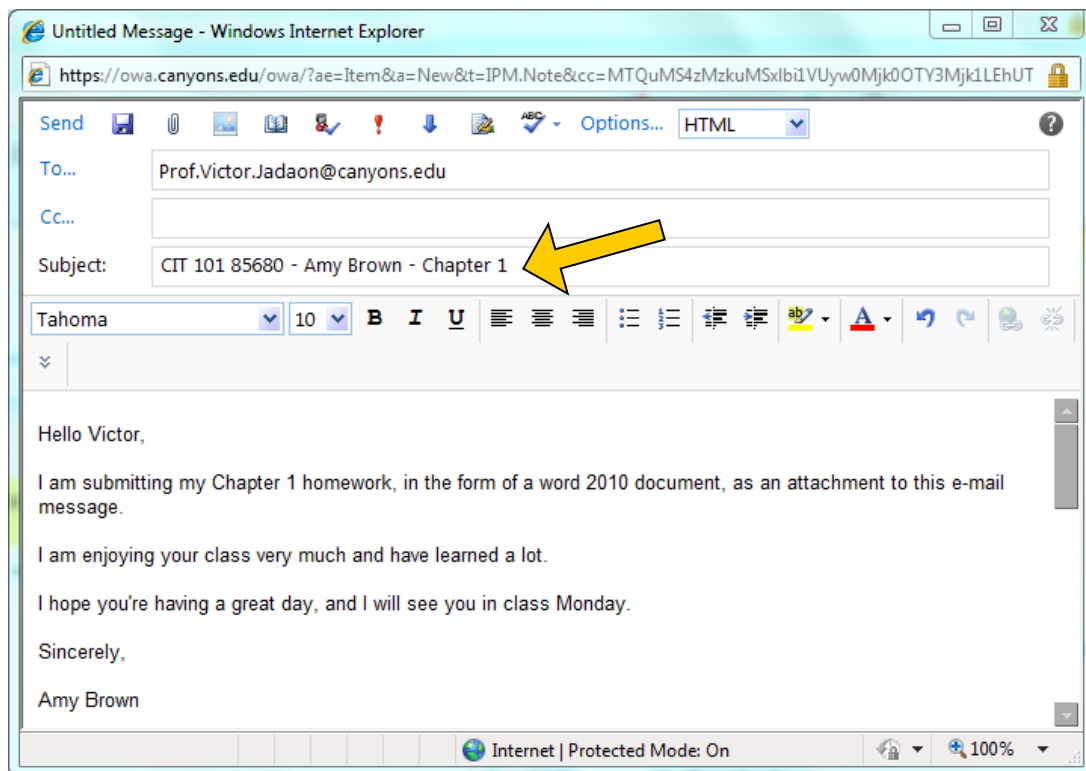 Untitled Message - Windows Internet Explorer
https://owa.canyons.edu/owa/?ae=Item&a=New&t=IPM.Note&cc=MTQuMS4zMzkuMSxlbi1VUyw0Mjk0OTY3Mjk1LEhUT
Send ABC Options... HTML ?
To... Prof.Victor.Jadaon@canyons.edu
Cc...
Subject: CIT 101 85680 - Amy Brown - Chapter 1
Tahoma 10 B I U ab A
Hello Victor,
I am submitting my Chapter 1 homework, in the form of a word 2010 document, as an attachment to this e-mail
message.
I am enjoying your class very much and have learned a lot.
I hope you're having a great day, and I will see you in class Monday.
Sincerely,
Amy Brown
Internet | Protected Mode: On 100%